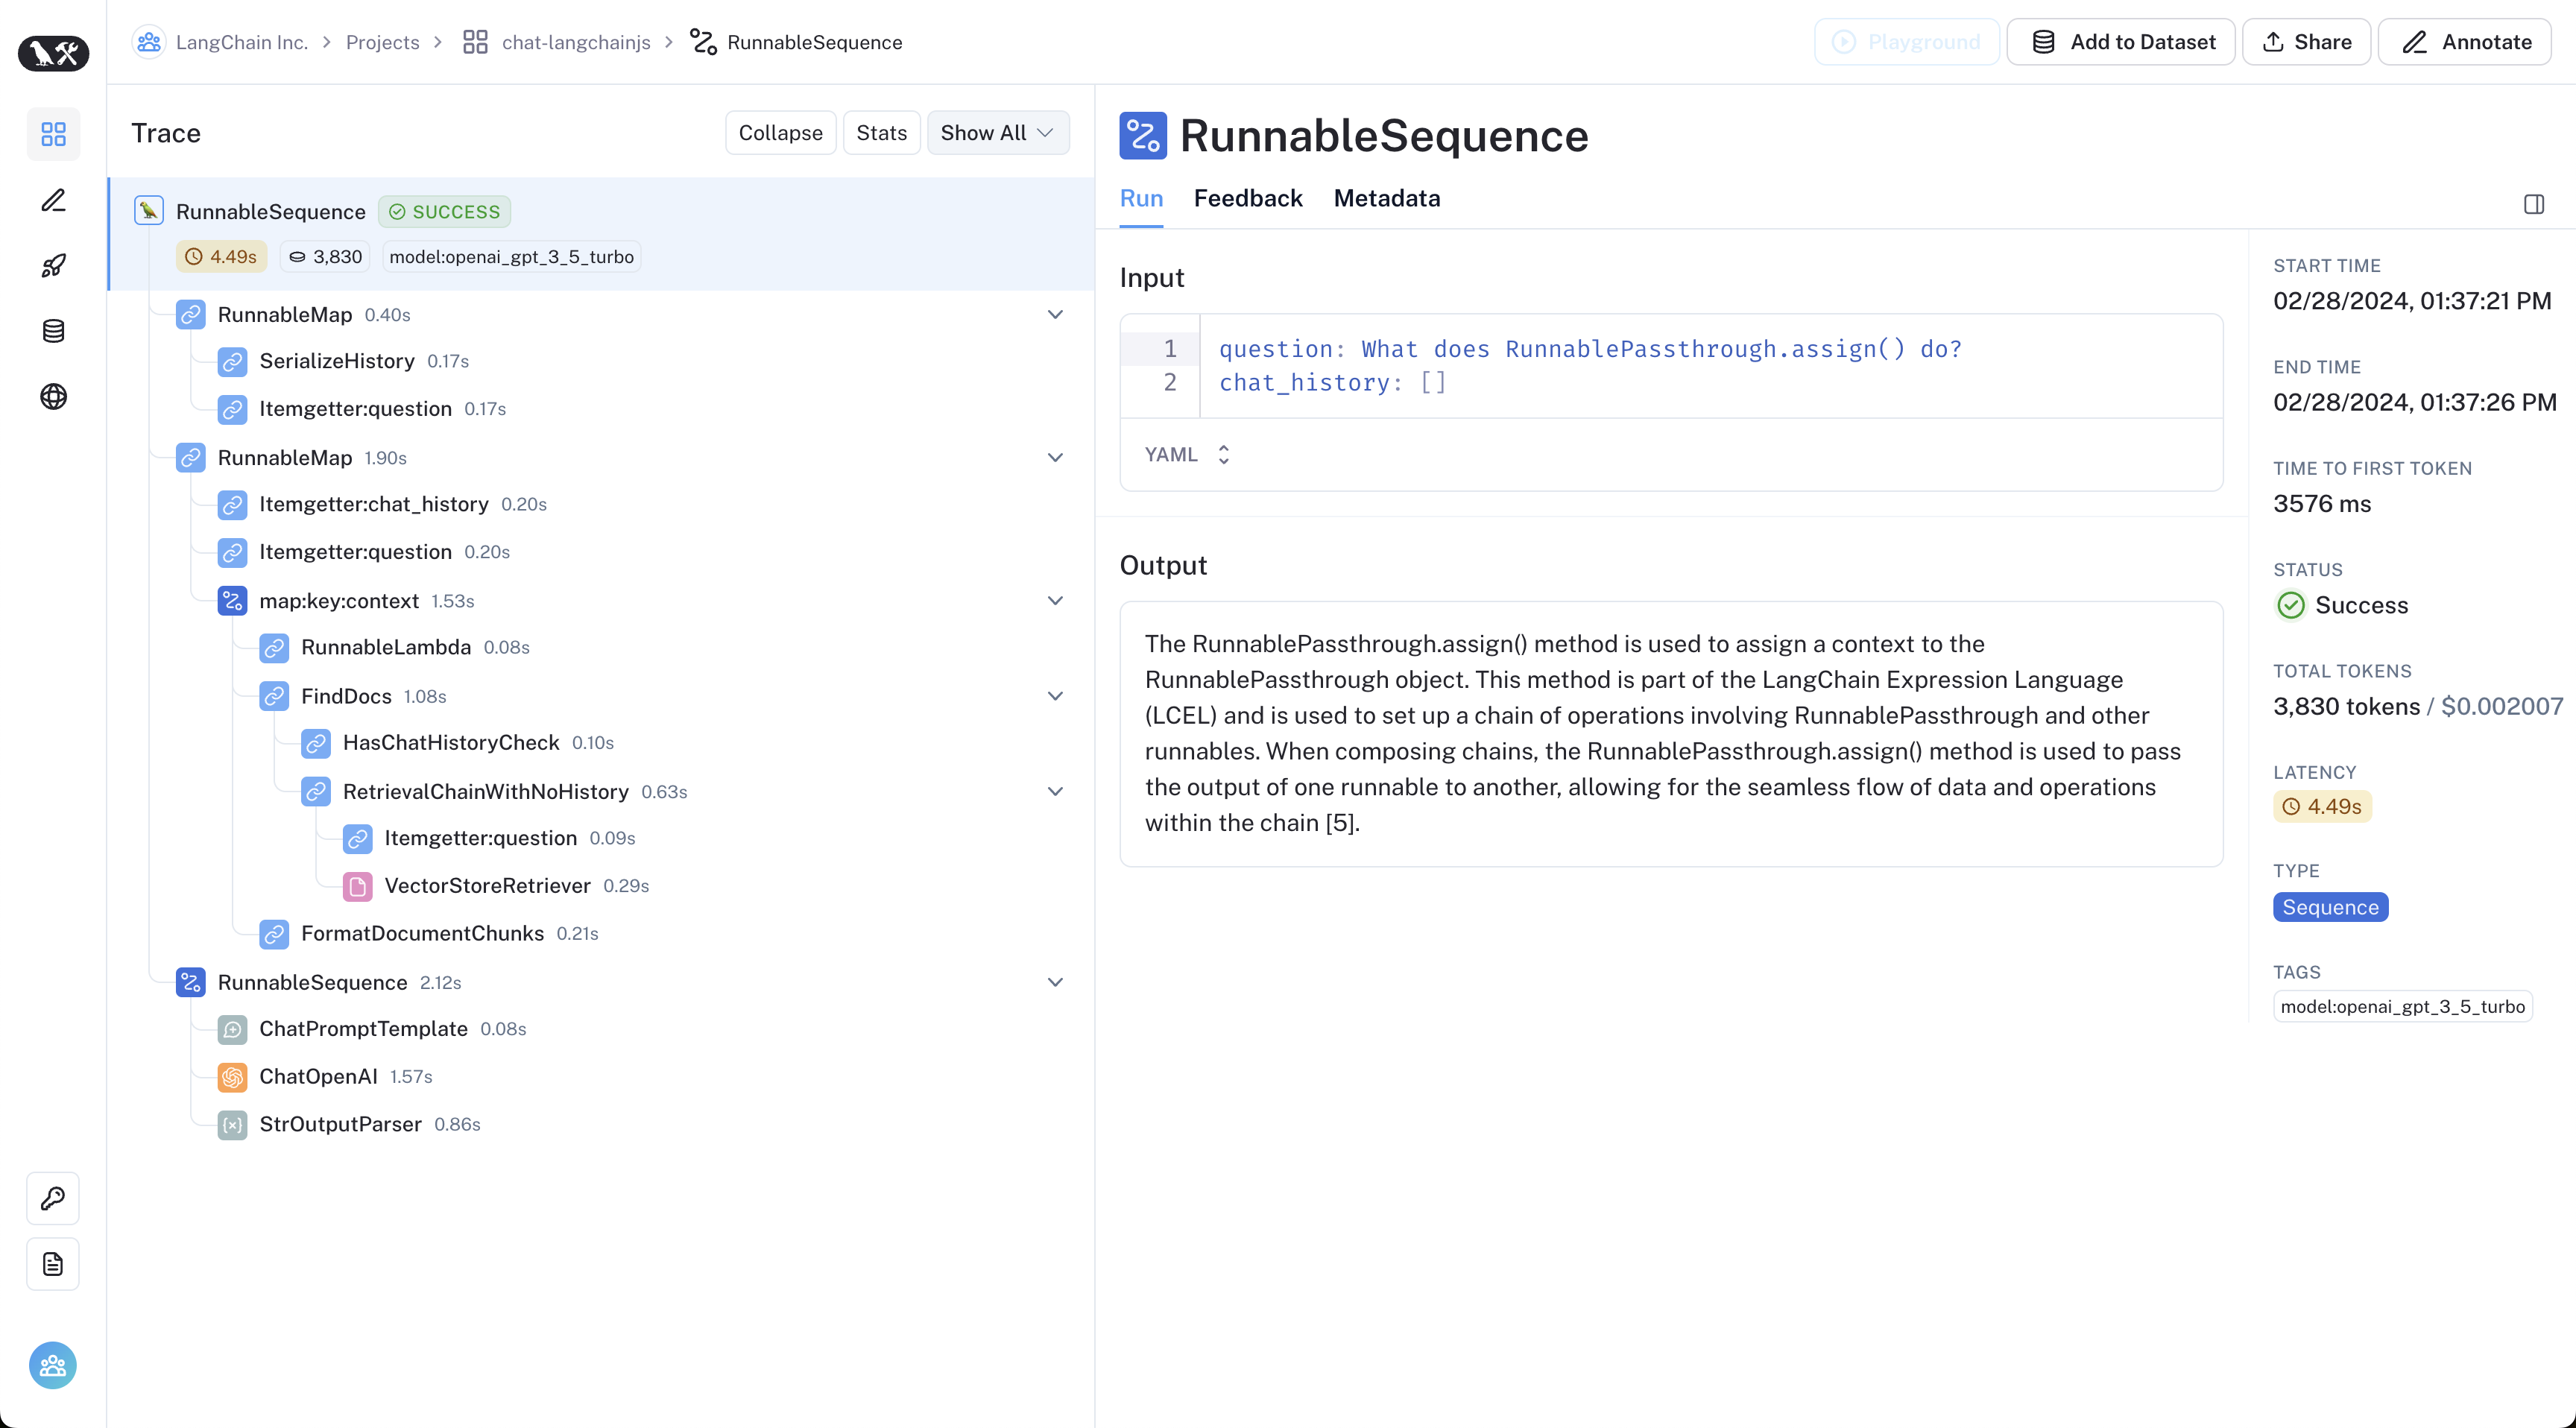 LangChain Inc. > Projects > chat-langchainjs > RunnableSequence
Playground
Add to Dataset
Share
Annotate
Trace
Collapse
Stats
Show All
RunnableSequence SUCCESS
4.49s 3,830 model:openai_gpt_3_5_turbo
RunnableMap 0.40s
SerializeHistory 0.17s
Itemgetter:question 0.17s
RunnableMap 1.90s
Itemgetter:chat_history 0.20s
Itemgetter:question 0.20s
map:key:context 1.53s
RunnableLambda 0.08s
FindDocs 1.08s
HasChatHistoryCheck 0.10s
RetrievalChainWithNoHistory 0.63s
Itemgetter:question 0.09s
VectorStoreRetriever 0.29s
FormatDocumentChunks 0.21s
RunnableSequence 2.12s
ChatPromptTemplate 0.08s
ChatOpenAI 1.57s
StrOutputParser 0.86s
RunnableSequence
Run Feedback Metadata
Input
1 question: What does RunnablePassthrough.assign() do?
2 chat_history: []
YAML
Output
The RunnablePassthrough.assign() method is used to assign a context to the
RunnablePassthrough object. This method is part of the LangChain Expression Language
(LCEL) and is used to set up a chain of operations involving RunnablePassthrough and other
runnables. When composing chains, the RunnablePassthrough.assign() method is used to pass
the output of one runnable to another, allowing for the seamless flow of data and operations
within the chain [5].
START TIME
02/28/2024, 01:37:21 PM
END TIME
02/28/2024, 01:37:26 PM
TIME TO FIRST TOKEN
3576 ms
STATUS
Success
TOTAL TOKENS
3,830 tokens / $0.002007
LATENCY
4.49s
TYPE
Sequence
TAGS
model:openai_gpt_3_5_turbo